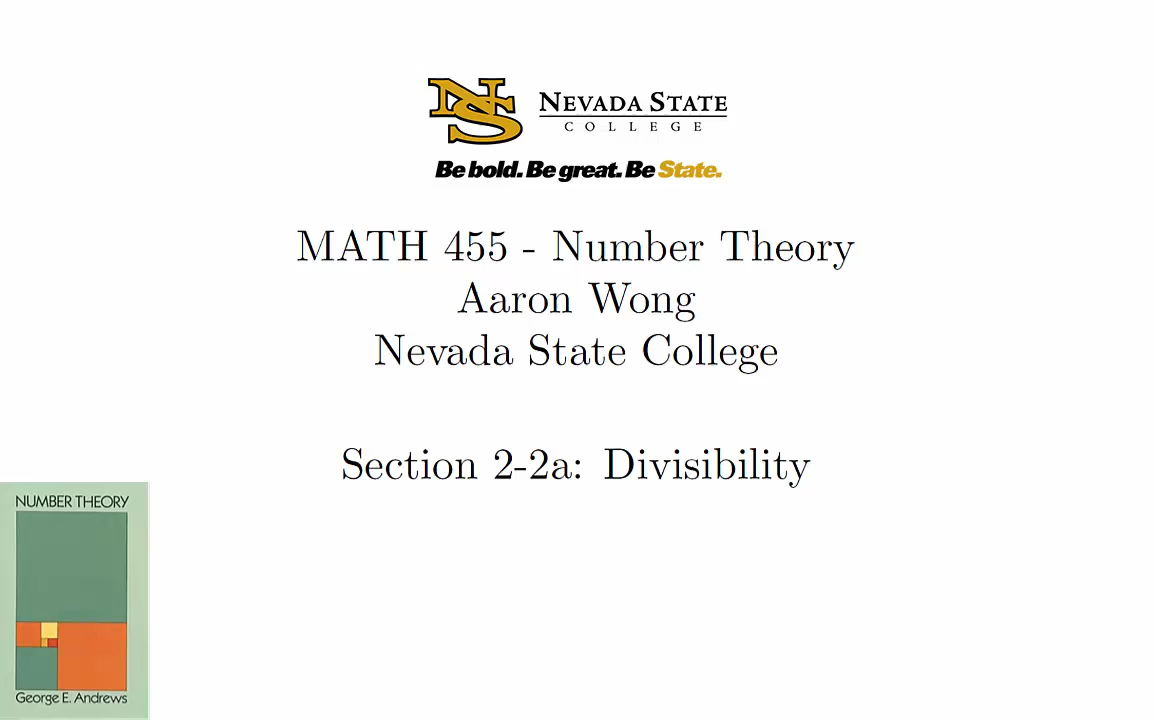 NS NEVADA STATE
COLLEGE
Be bold. Be great. Be State.
MATH 455 - Number Theory
Aaron Wong
Nevada State College
Section 2-2a: Divisibility
NUMBER THEORY
George E. Andrews